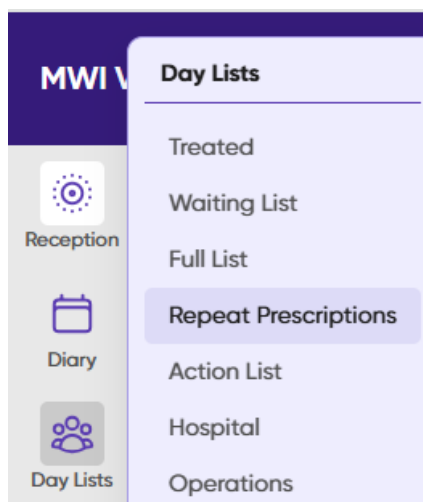 MWI V
Day Lists
Treated
Waiting List
Reception
Full List
Repeat Prescriptions
Diary
Action List
Hospital
Day Lists
Operations